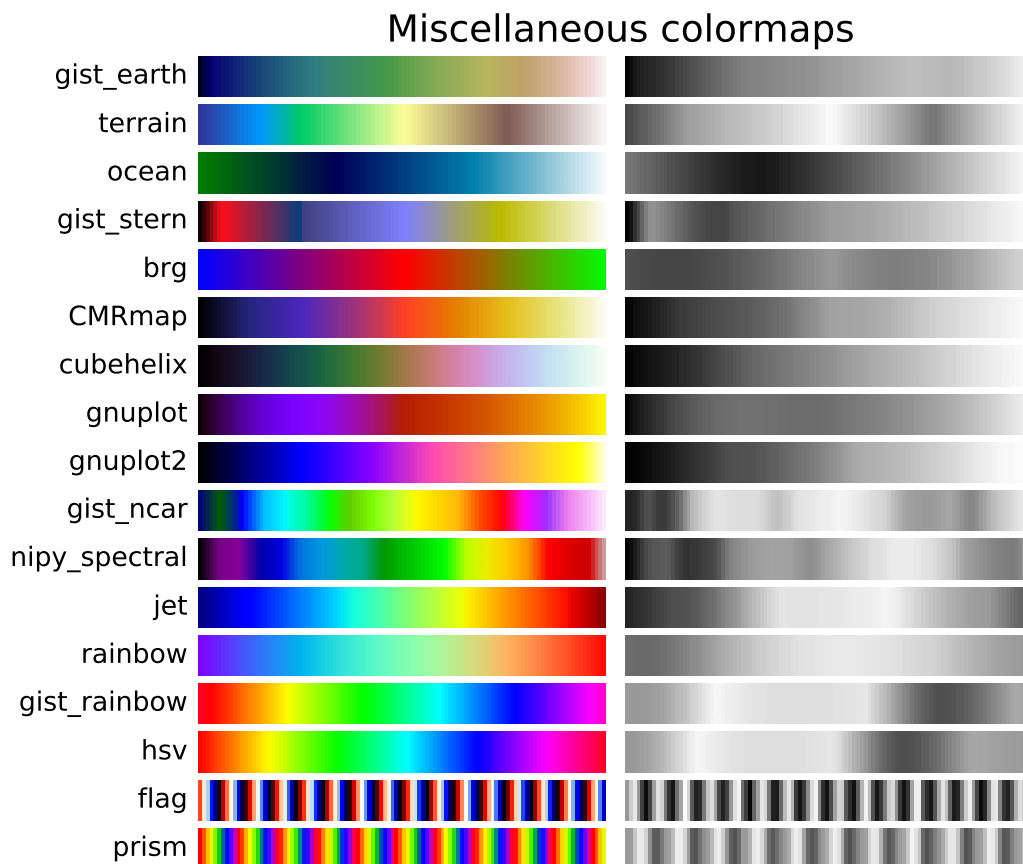 Miscellaneous colormaps
gist_earth
terrain
ocean
gist_stern
brg
CMRmap
cubehelix
gnuplot
gnuplot2
gist_ncar
nipy_spectral
jet
rainbow
gist_rainbow
hsv
flag
prism